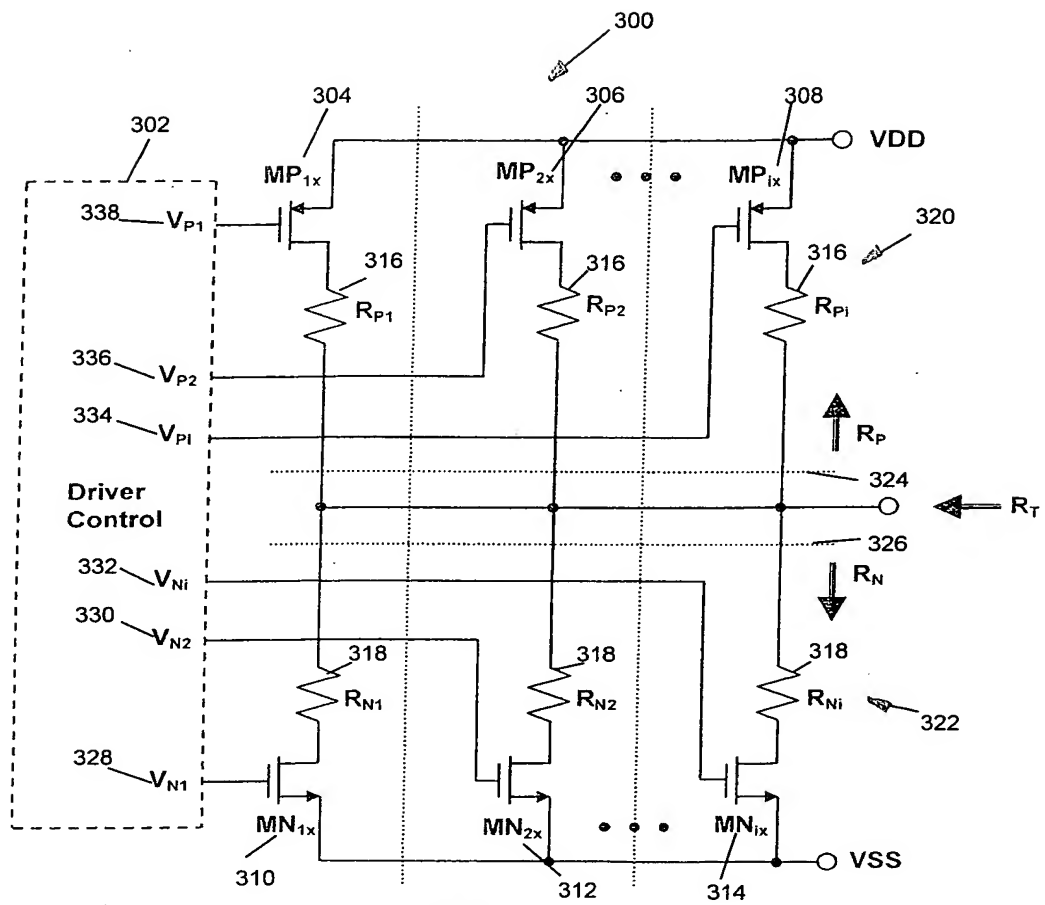 300
304
306
308
302
VDD
MP1x
MP2x
MPix
338
VP1
320
316
316
316
RP1
RP2
RPi
336
VP2
334
VPI
RP
324
Driver
Control
RT
326
332
VNi
RN
330
VN2
318
318
318
RN1
RN2
RNi
322
328
VN1
MN1x
MN2x
MNix
VSS
310
312
314